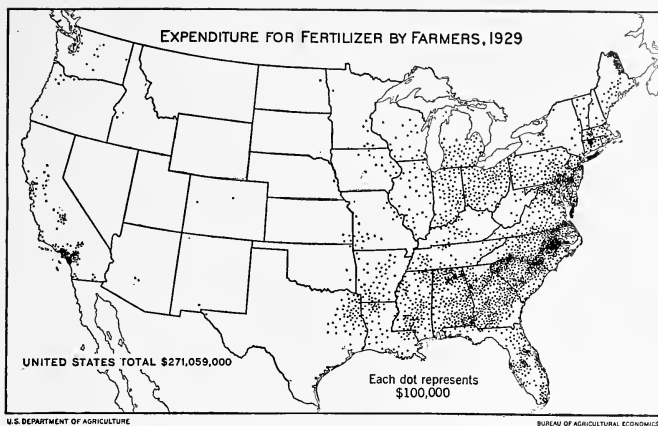 EXPENDITURE FOR FERTILIZER BY FARMERS, 1929
UNITED STATES TOTAL $271,059,000
Each dot represents
$100,000
U.S. DEPARTMENT OF AGRICULTURE
BUREAU OF AGRICULTURAL ECONOMICS